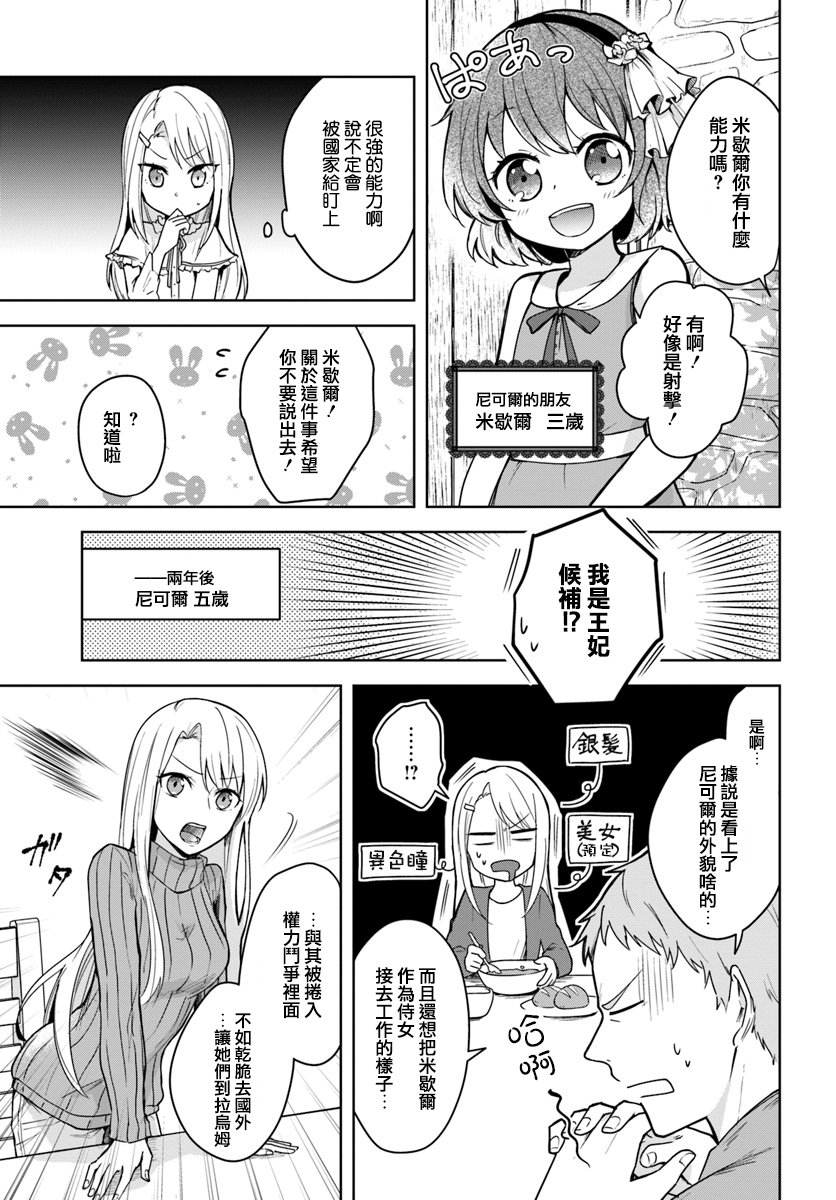 米歇爾你有什麼
能力嗎？
ぱあっ
有啊！
好像是射擊！
尼可爾的朋友
米歇爾 三歲
很強的能力啊
說不定會
被國家給盯上
米歇爾！
關於這件事希望
你不要說出去！
？
知道啦
我是王妃
候補!?
——兩年後
尼可爾 五歲
是啊…
據說是看上了
尼可爾的外貌啥的…
銀髮
美女
(預定)
異色瞳
……!?
而且還想把米歇爾
作為侍女
接去工作的樣子…
哈啊
ガタ
…與其被捲入
權力鬥爭裡面
不如乾脆去國外
…讓她們到拉烏姆